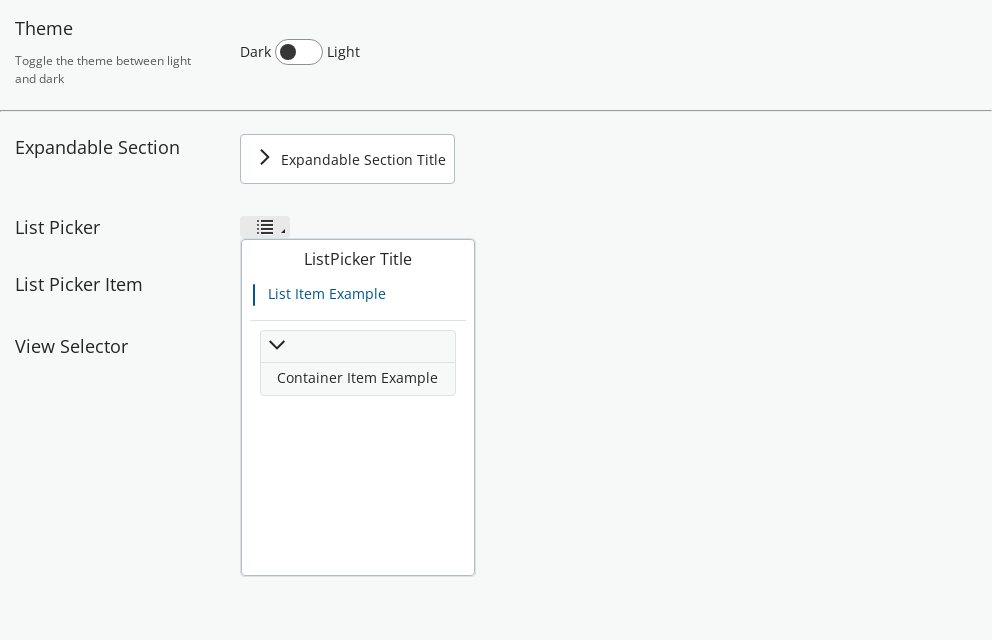 Theme
Toggle the theme between light
and dark
Dark
Light
Expandable Section
Expandable Section Title
List Picker
ListPicker Title
List Picker Item
List Item Example
View Selector
Container Item Example